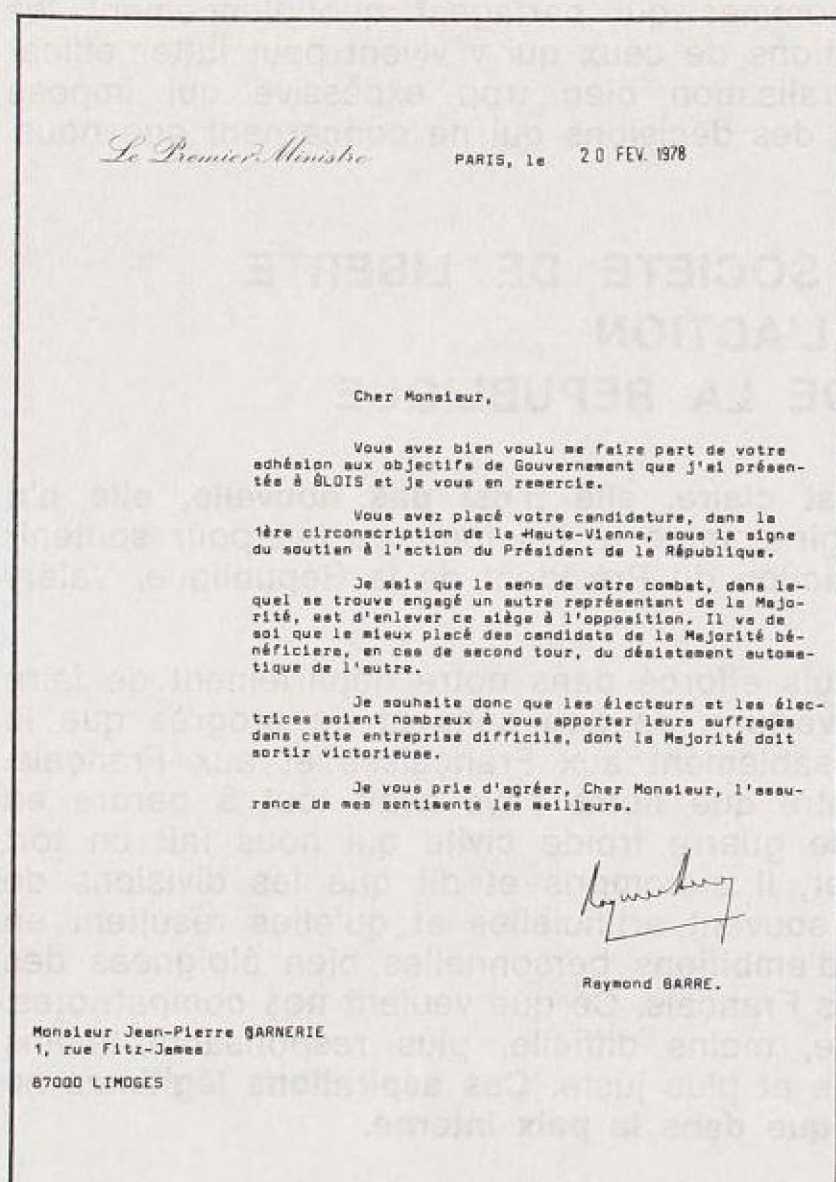 Le Premier Ministre
PARIS, le 20 FEV. 1978
Cher Monsieur,
Vous avez bien voulu me faire part de votre
adhésion aux objectifs de Gouvernement que j'ai présen-
tés à BLOIS et je vous en remercie.
Vous avez placé votre candidature, dans la
1ère circonscription de la Haute-Vienne, sous le signe
du soutien à l'action du Président de la République.
Je sais que le sens de votre combat, dans le-
quel se trouve engagé un autre représentant de la Majo-
rité, est d'enlever ce siège à l'opposition. Il va de
soi que le mieux placé des candidats de la Majorité bé-
néficiera, en cas de second tour, du désistement automa-
tique de l'autre.
Je souhaite donc que les électeurs et les élec-
trices soient nombreux à vous apporter leurs suffrages
dans cette entreprise difficile, dont la Majorité doit
sortir victorieuse.
Je vous prie d'agréer, Cher Monsieur, l'assu-
rance de mes sentiments les meilleurs.
Raymond BARRE.
Monsieur Jean-Pierre BARNERIE
1, rue Fitz-James
87000 LIMOGES